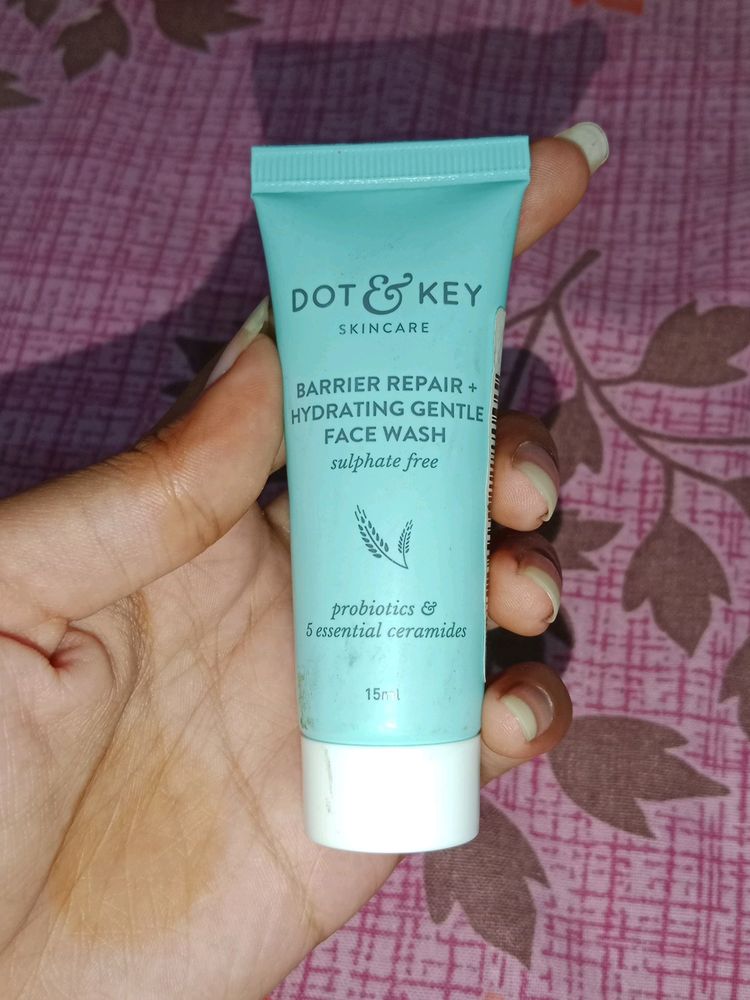 DOT & KEY
SKINCARE
BARRIER REPAIR +
HYDRATING GENTLE
FACE WASH
sulphate free
probiotics &
5 essential ceramides
15ml